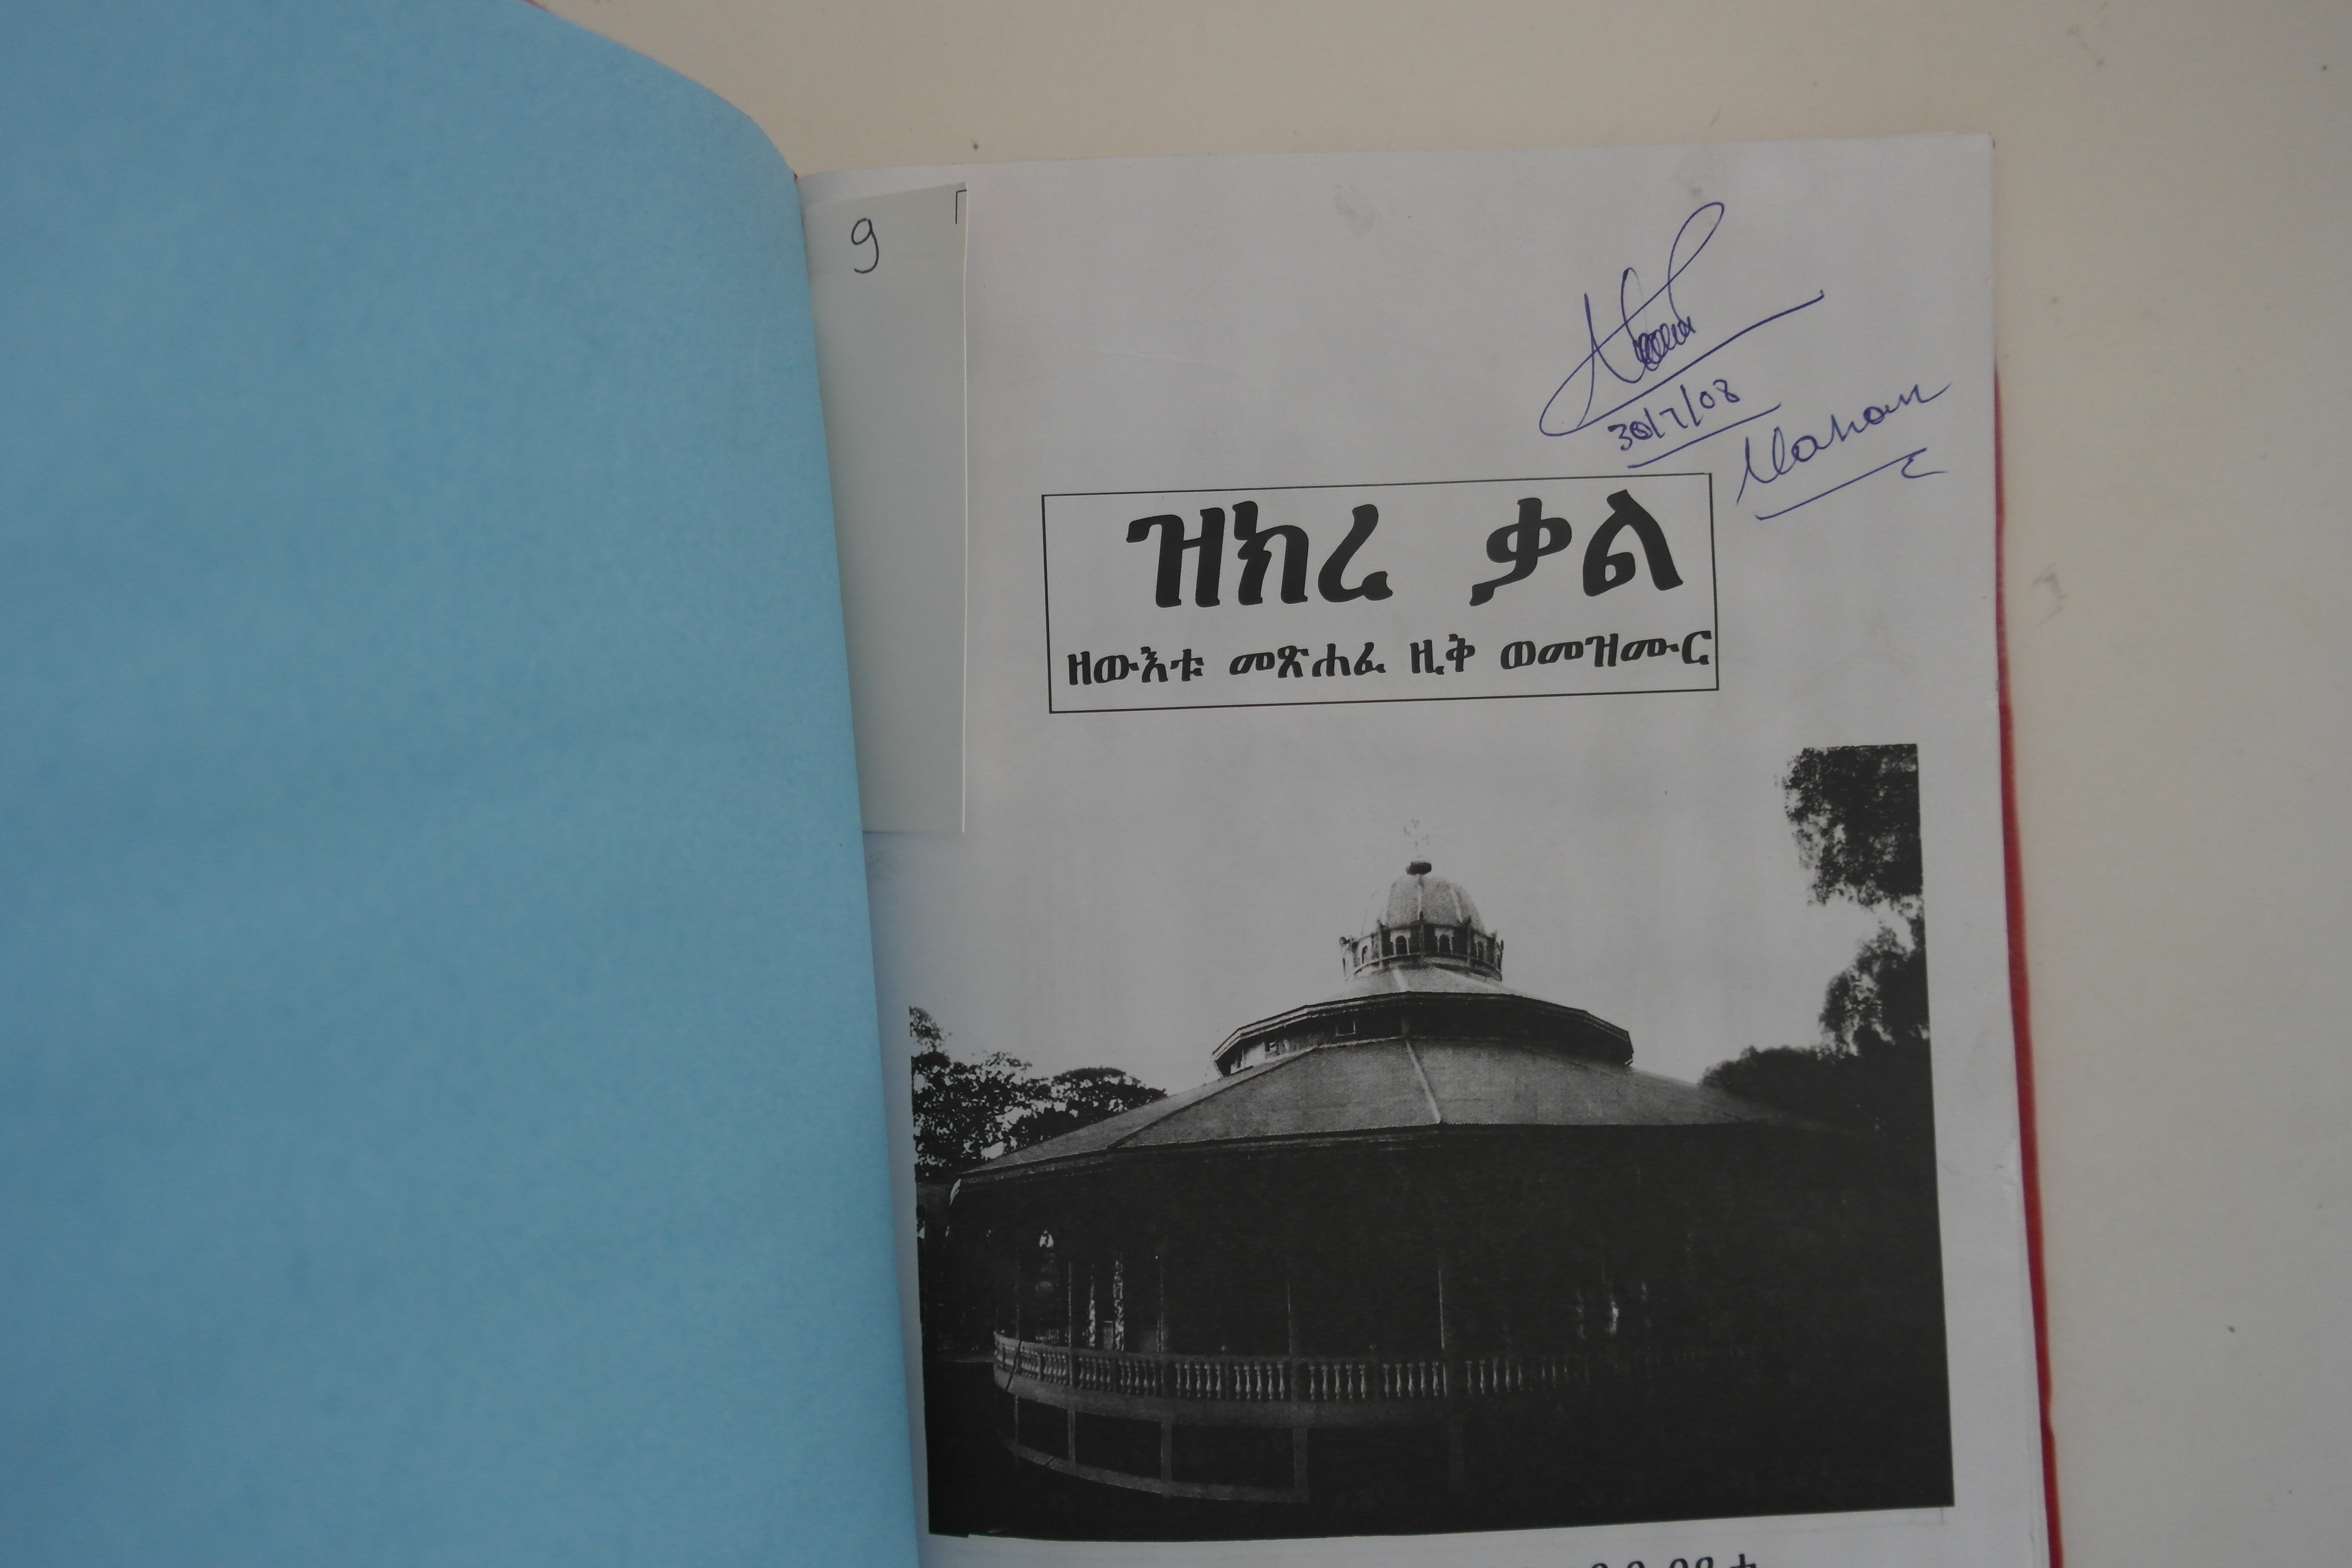 9
30/7/08
ዝክረ ቃል
ዘውእቱ መጽሐፈ ዚቅ ወመዝሙር